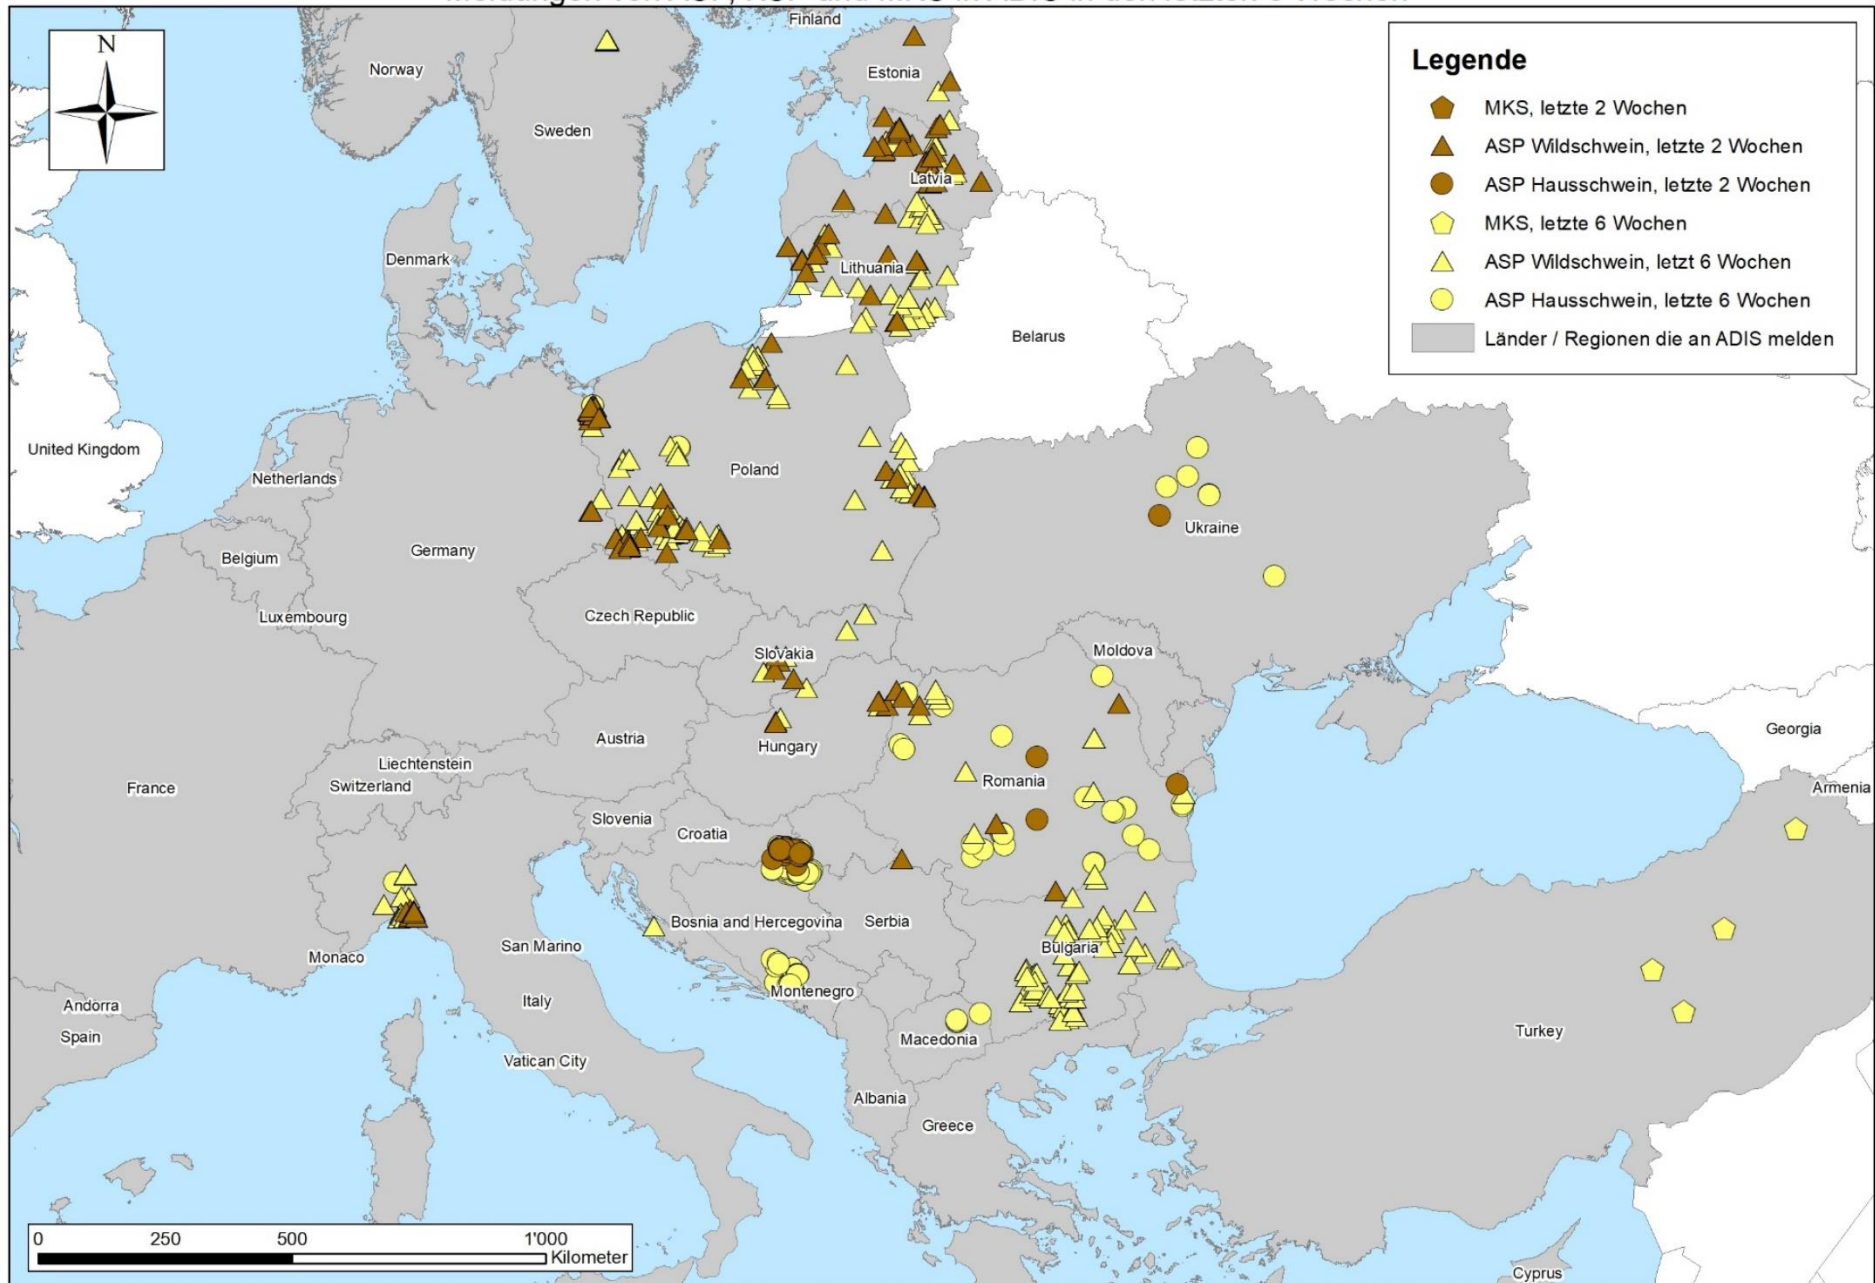 Finland
N
Norway
Sweden
Estonia
Latvia
Lithuania
Denmark
Belarus
United Kingdom
Netherlands
Poland
Ukraine
Belgium
Germany
Luxembourg
Czech Republic
Slovakia
Moldova
Austria
Hungary
Liechtenstein
Switzerland
France
Romania
Georgia
Armenia
Slovenia
Croatia
Bosnia and Hercegovina
Serbia
Bulgaria
San Marino
Monaco
Montenegro
Andorra
Spain
Italy
Vatican City
Macedonia
Turkey
Albania
Greece
Cyprus
Legende
MKS, letzte 2 Wochen
ASP Wildschwein, letzte 2 Wochen
ASP Hausschwein, letzte 2 Wochen
MKS, letzte 6 Wochen
ASP Wildschwein, letzt 6 Wochen
ASP Hausschwein, letzte 6 Wochen
Länder / Regionen die an ADIS melden
0 250 500 1'000
Kilometer